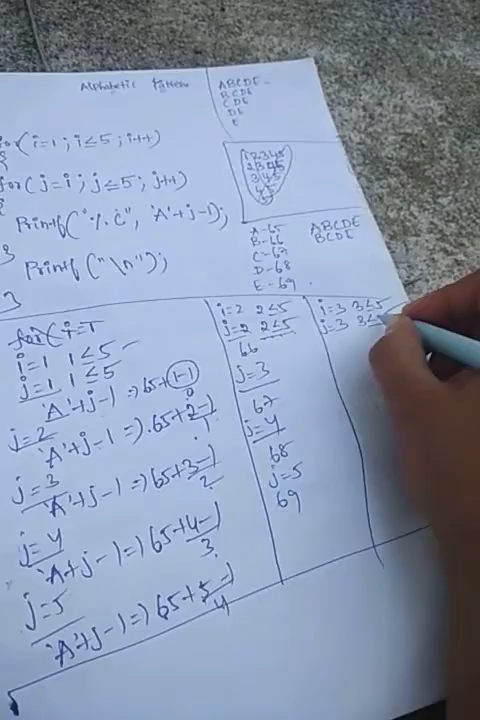 Alphabetic Pattern
for(i=1; i≤5; i++)
{
for(j=i; j≤5; j++)
{
Printf("%c", 'A'+j-1);
}
Printf("\n");
}
ABCDE
BCDE
CDE
DE
E
12345
2345
345
45
5
A-65
B-66
C-67
D-68
E-69
ABCDE
BCDE
for(i=1
i=1 1≤5
j=1 1≤5
'A'+j-1 => 65+1-1
0
j=2
'A'+j-1 => 65+2-1
1
j=3
'A'+j-1 => 65+3-1
2
j=4
'A+j-1 => 65+4-1
3
j=5
'A'+j-1 => 65+5-1
4
i=2 2≤5
j=2 2≤5
66
j=3
67
j=4
68
j=5
69
i=3 3≤5
j=3 3≤